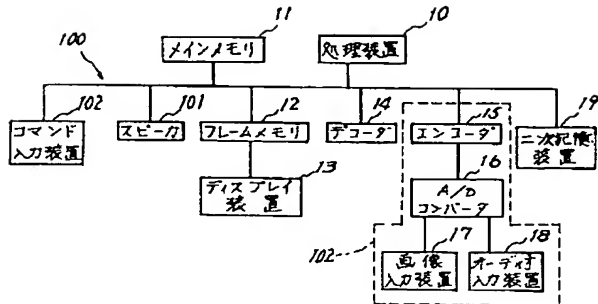 11
10
メインメモリ
処理装置
100
102
101
12
14
15
19
コマンド
入力装置
スピーカ
フレームメモリ
デコーダ
エンコーダ
二次記憶
装置
13
16
ディスプレイ
装置
A/D
コンバータ
102
17
18
画像
入力装置
オーディオ
入力装置